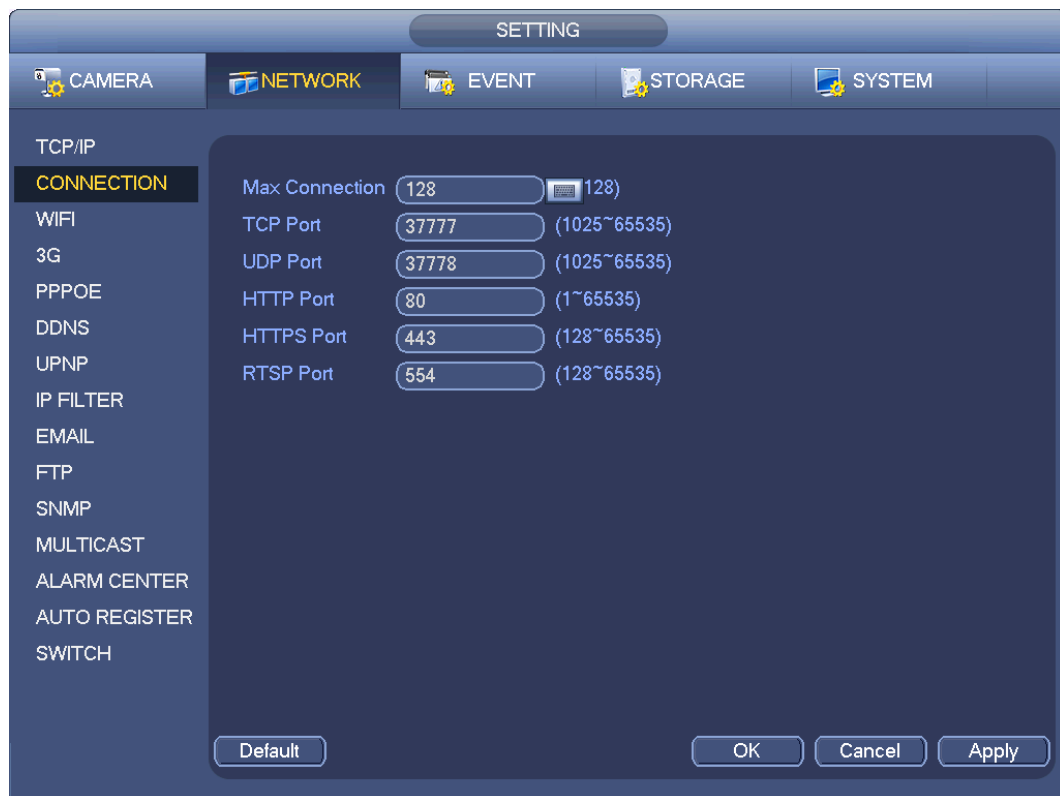 SETTING
CAMERA NETWORK EVENT STORAGE SYSTEM
TCP/IP
CONNECTION
WIFI
3G
PPPOE
DDNS
UPNP
IP FILTER
EMAIL
FTP
SNMP
MULTICAST
ALARM CENTER
AUTO REGISTER
SWITCH
Max Connection 128 128)
TCP Port 37777 (1025~65535)
UDP Port 37778 (1025~65535)
HTTP Port 80 (1~65535)
HTTPS Port 443 (128~65535)
RTSP Port 554 (128~65535)
Default OK Cancel Apply